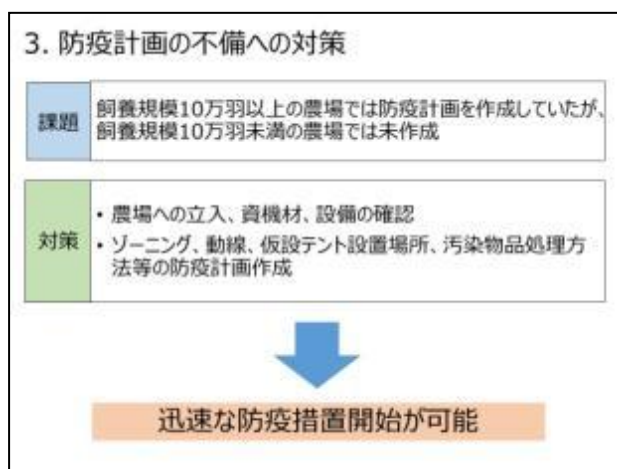 3. 防疫計画の不備への対策
課題
飼養規模10万羽以上の農場では防疫計画を作成していたが、
飼養規模10万羽未満の農場では未作成
対策
• 農場への立入、資機材、設備の確認
• ゾーニング、動線、仮設テント設置場所、汚染物品処理方
法等の防疫計画作成
迅速な防疫措置開始が可能